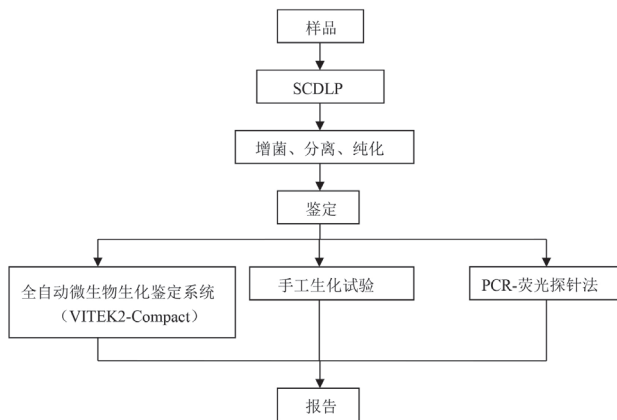 样品
SCDLP
增菌、分离、纯化
鉴定
全自动微生物生化鉴定系统
（VITEK2-Compact）
手工生化试验
PCR-荧光探针法
报告